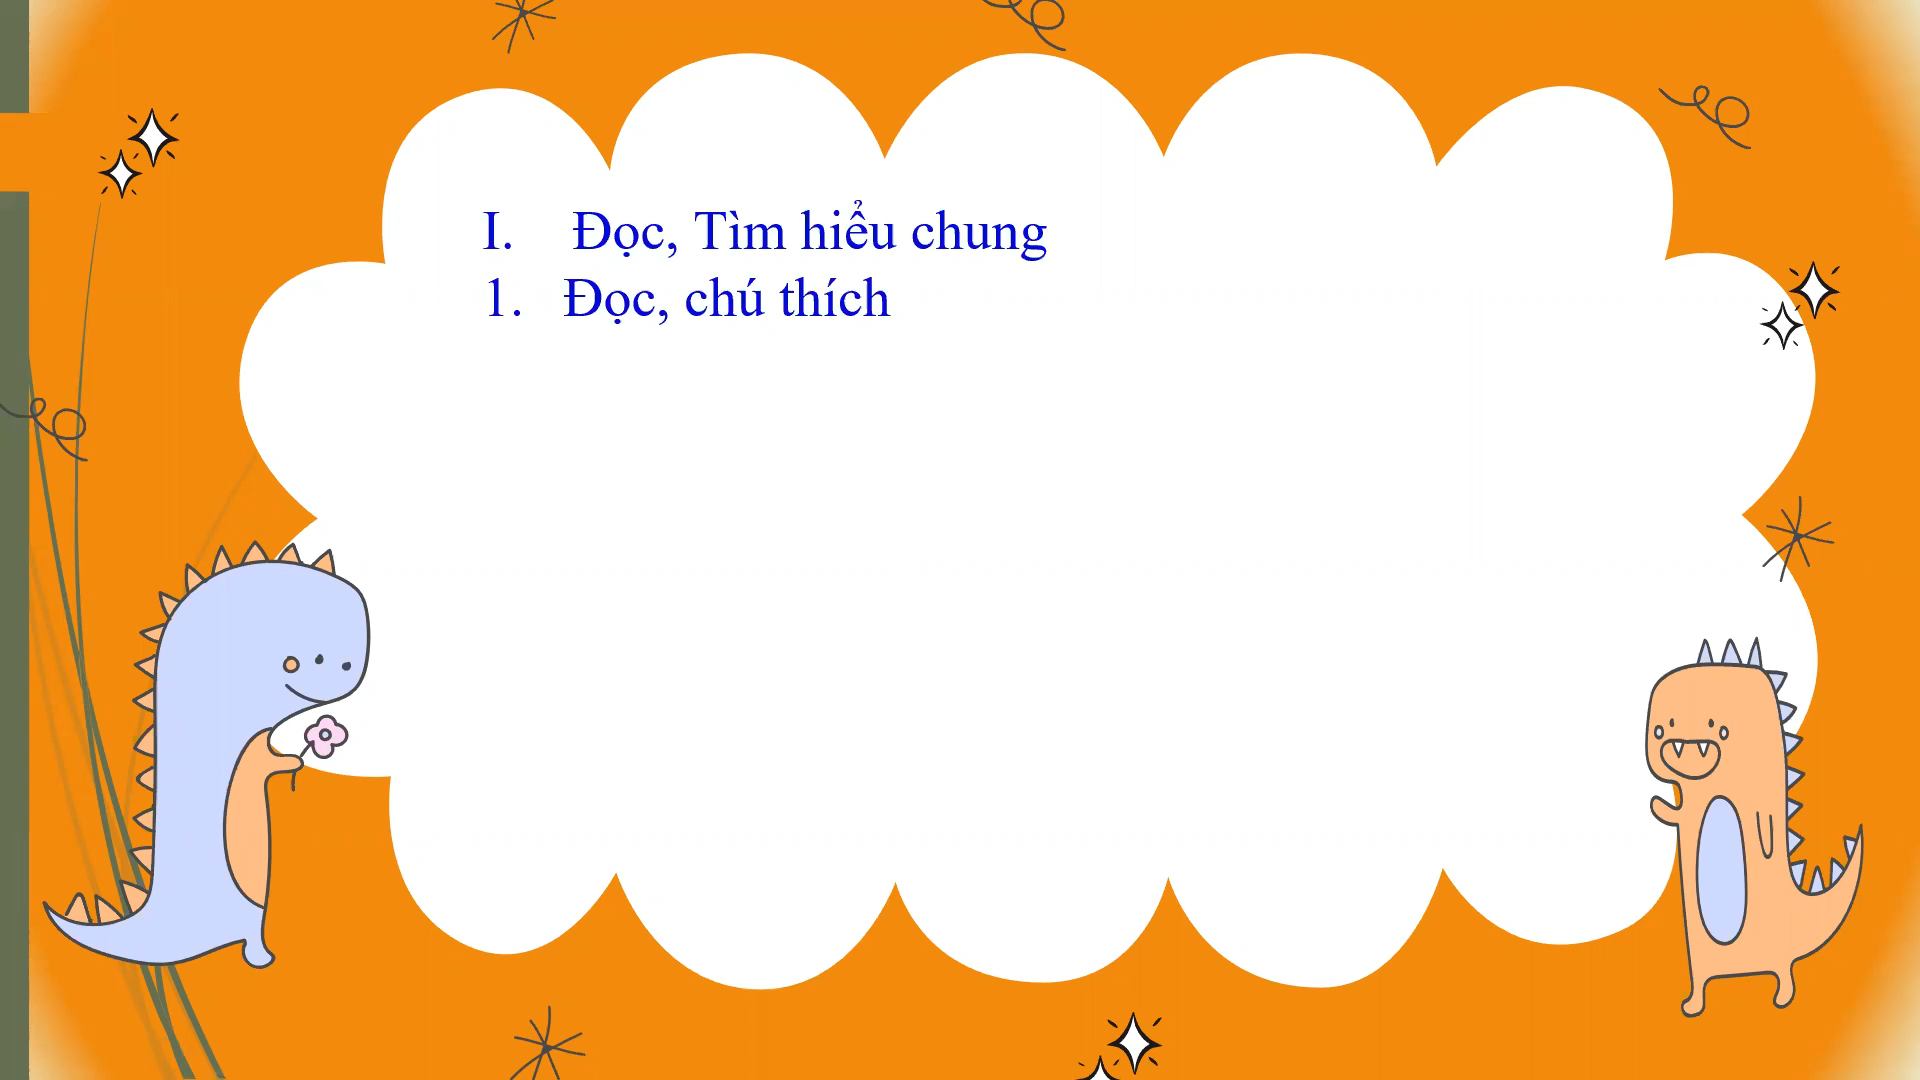 I. Đọc, Tìm hiểu chung
1. Đọc, chú thích